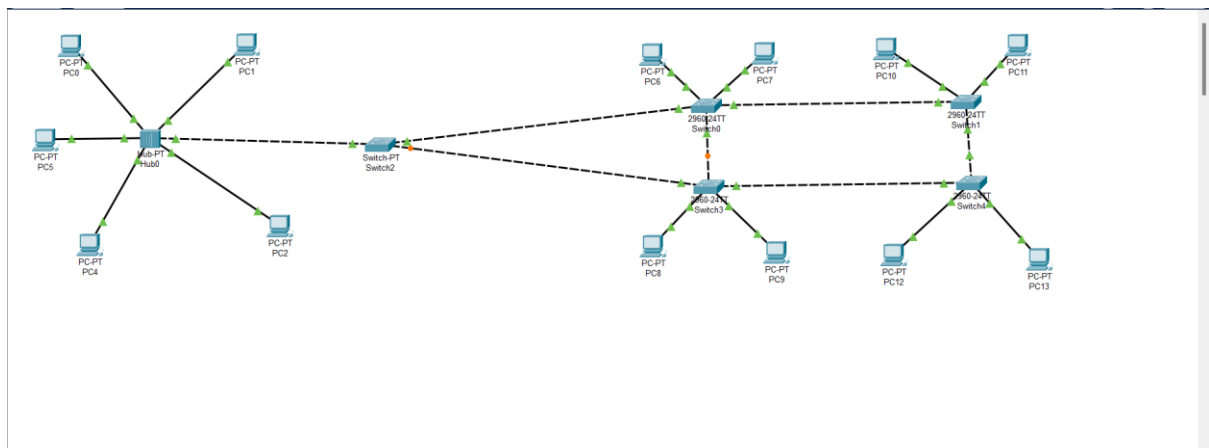 PC-PT
PC0
PC-PT
PC1
PC-PT
PC6
PC-PT
PC7
PC-PT
PC10
PC-PT
PC11
2960-24TT
Switch0
2960-24TT
Switch1
PC-PT
PC5
Hub-PT
Hub0
Switch-PT
Switch2
2960-24TT
Switch3
2960-24TT
Switch4
PC-PT
PC2
PC-PT
PC4
PC-PT
PC8
PC-PT
PC9
PC-PT
PC12
PC-PT
PC13